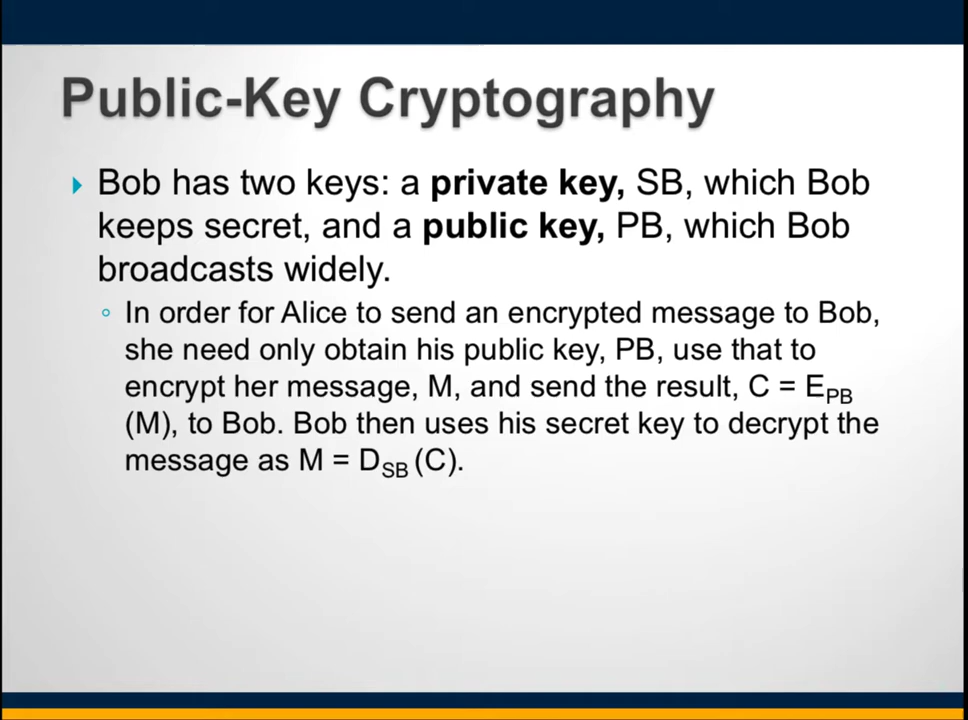 Public-Key Cryptography
Bob has two keys: a private key, SB, which Bob
keeps secret, and a public key, PB, which Bob
broadcasts widely.
In order for Alice to send an encrypted message to Bob,
she need only obtain his public key, PB, use that to
encrypt her message, M, and send the result, C = EPB
(M), to Bob. Bob then uses his secret key to decrypt the
message as M = DSB (C).